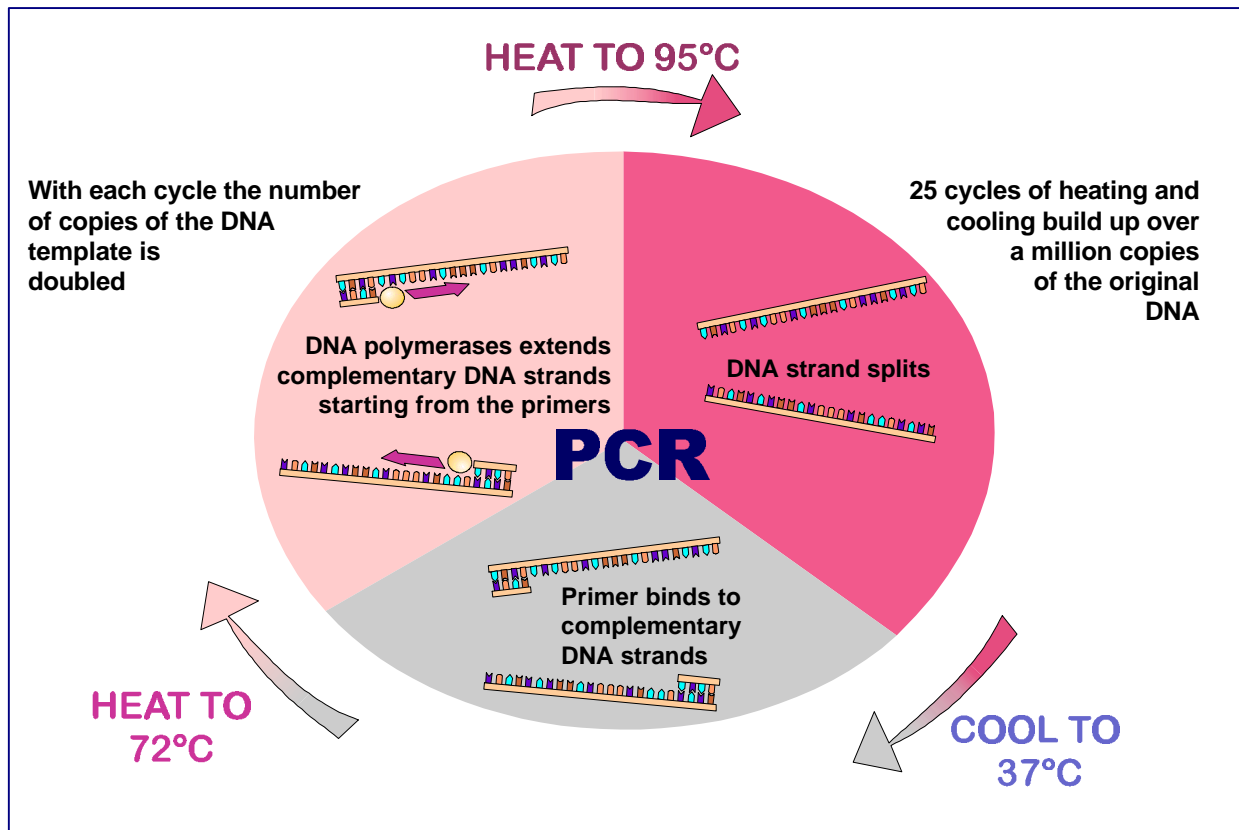 HEAT TO 95°C
With each cycle the number
of copies of the DNA
template is
doubled
25 cycles of heating and
cooling build up over
a million copies
of the original
DNA
DNA polymerases extends
complementary DNA strands
starting from the primers
DNA strand splits
PCR
Primer binds to
complementary
DNA strands
HEAT TO
72°C
COOL TO
37°C